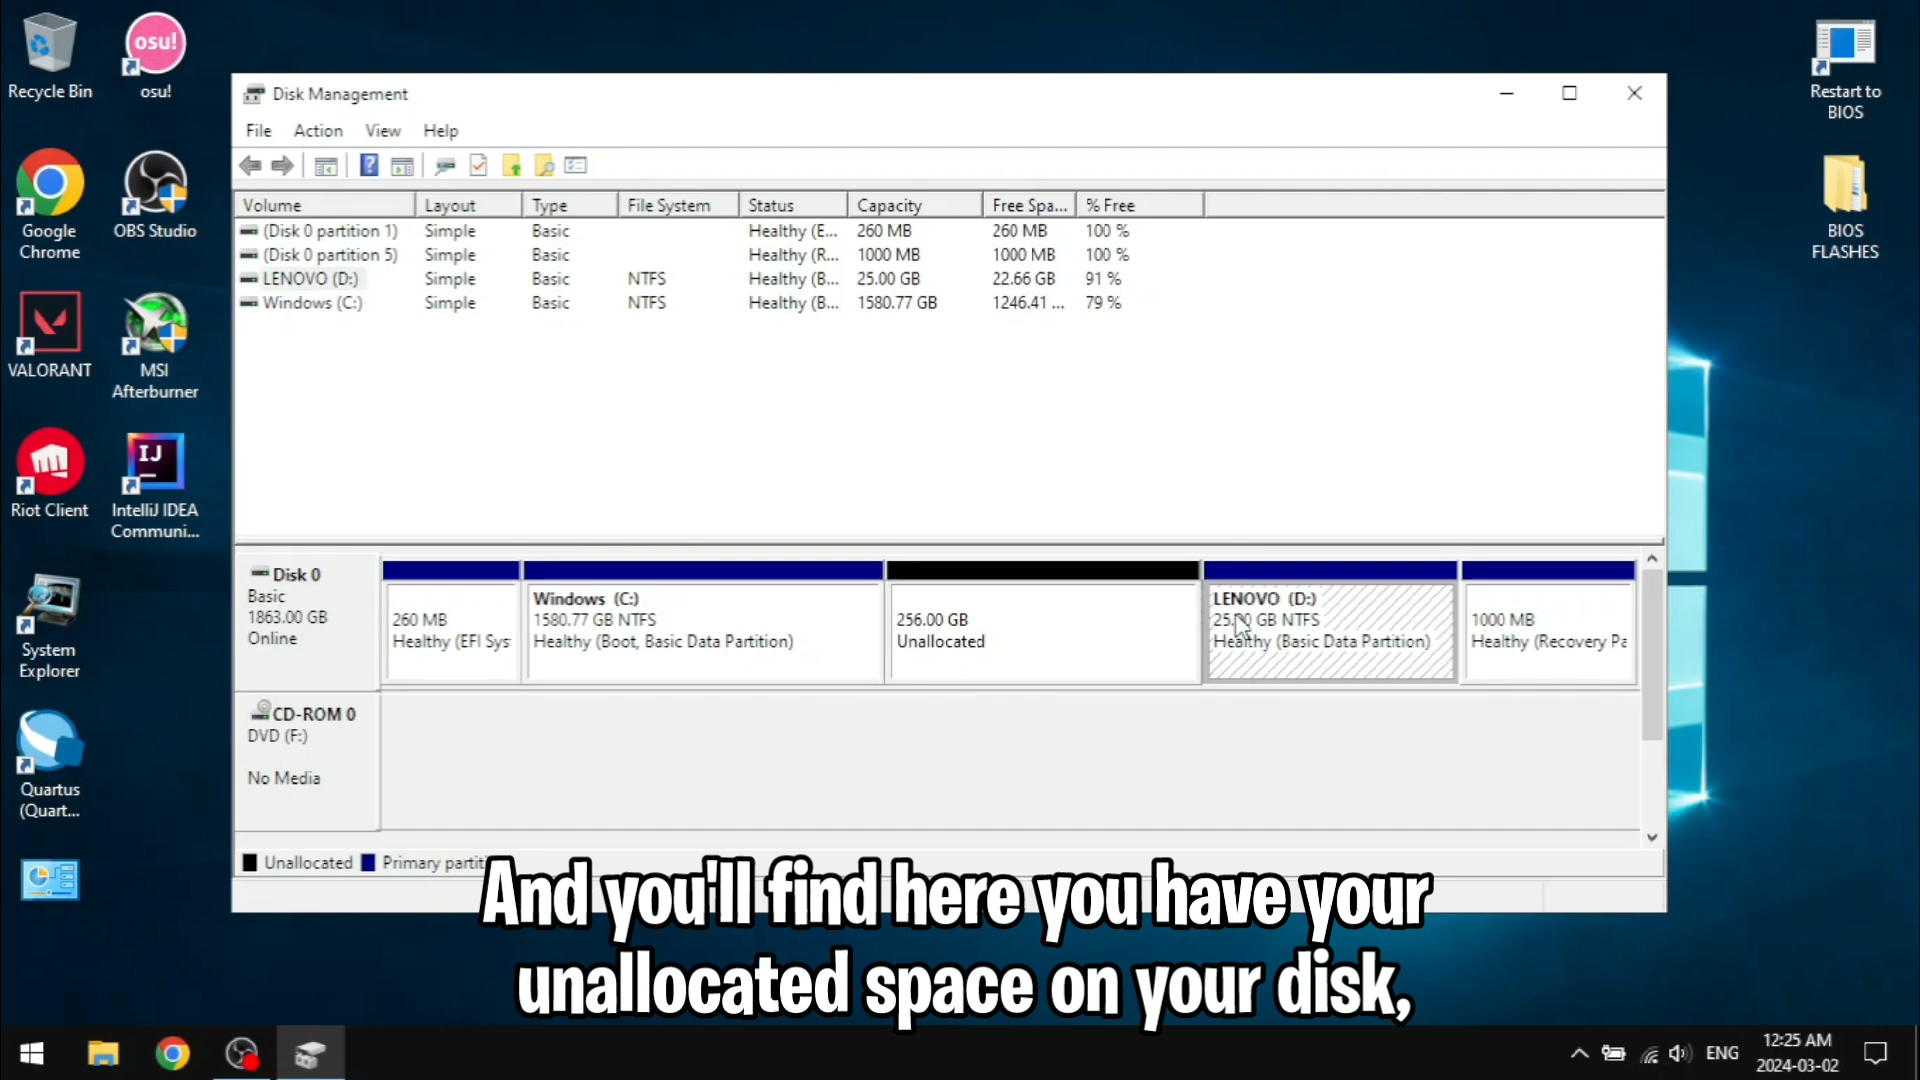 Recycle Bin
osu!
osu!
Google
Chrome
OBS Studio
VALORANT
MSI
Afterburner
Riot Client
IJ
IntelliJ IDEA
Communi...
System
Explorer
Quartus
(Quart...
Restart to
BIOS
BIOS
FLASHES
Disk Management
File Action View Help
Volume Layout Type File System Status Capacity Free Spa... % Free
(Disk 0 partition 1) Simple Basic Healthy (E... 260 MB 260 MB 100 %
(Disk 0 partition 5) Simple Basic Healthy (R... 1000 MB 1000 MB 100 %
LENOVO (D:) Simple Basic NTFS Healthy (B... 25.00 GB 22.66 GB 91 %
Windows (C:) Simple Basic NTFS Healthy (B... 1580.77 GB 1246.41 ... 79 %
Disk 0
Basic
1863.00 GB
Online
260 MB
Healthy (EFI Sys
Windows (C:)
1580.77 GB NTFS
Healthy (Boot, Basic Data Partition)
256.00 GB
Unallocated
LENOVO (D:)
25.00 GB NTFS
Healthy (Basic Data Partition)
1000 MB
Healthy (Recovery Pa
CD-ROM 0
DVD (F:)
No Media
Unallocated Primary partiti
And you'll find here you have your
unallocated space on your disk,
ENG
12:25 AM
2024-03-02